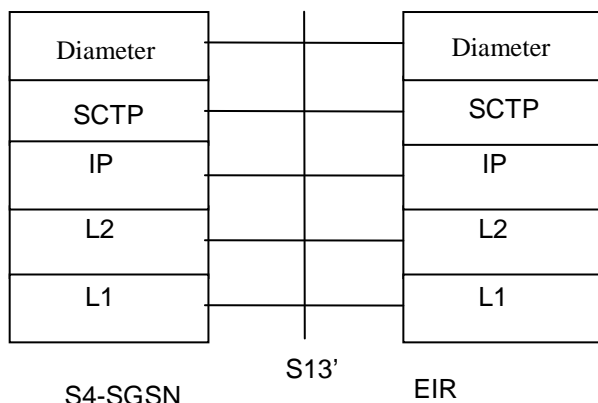 Diameter Diameter
SCTP SCTP
IP IP
L2 L2
L1 L1
S13’
S4-SGSN EIR